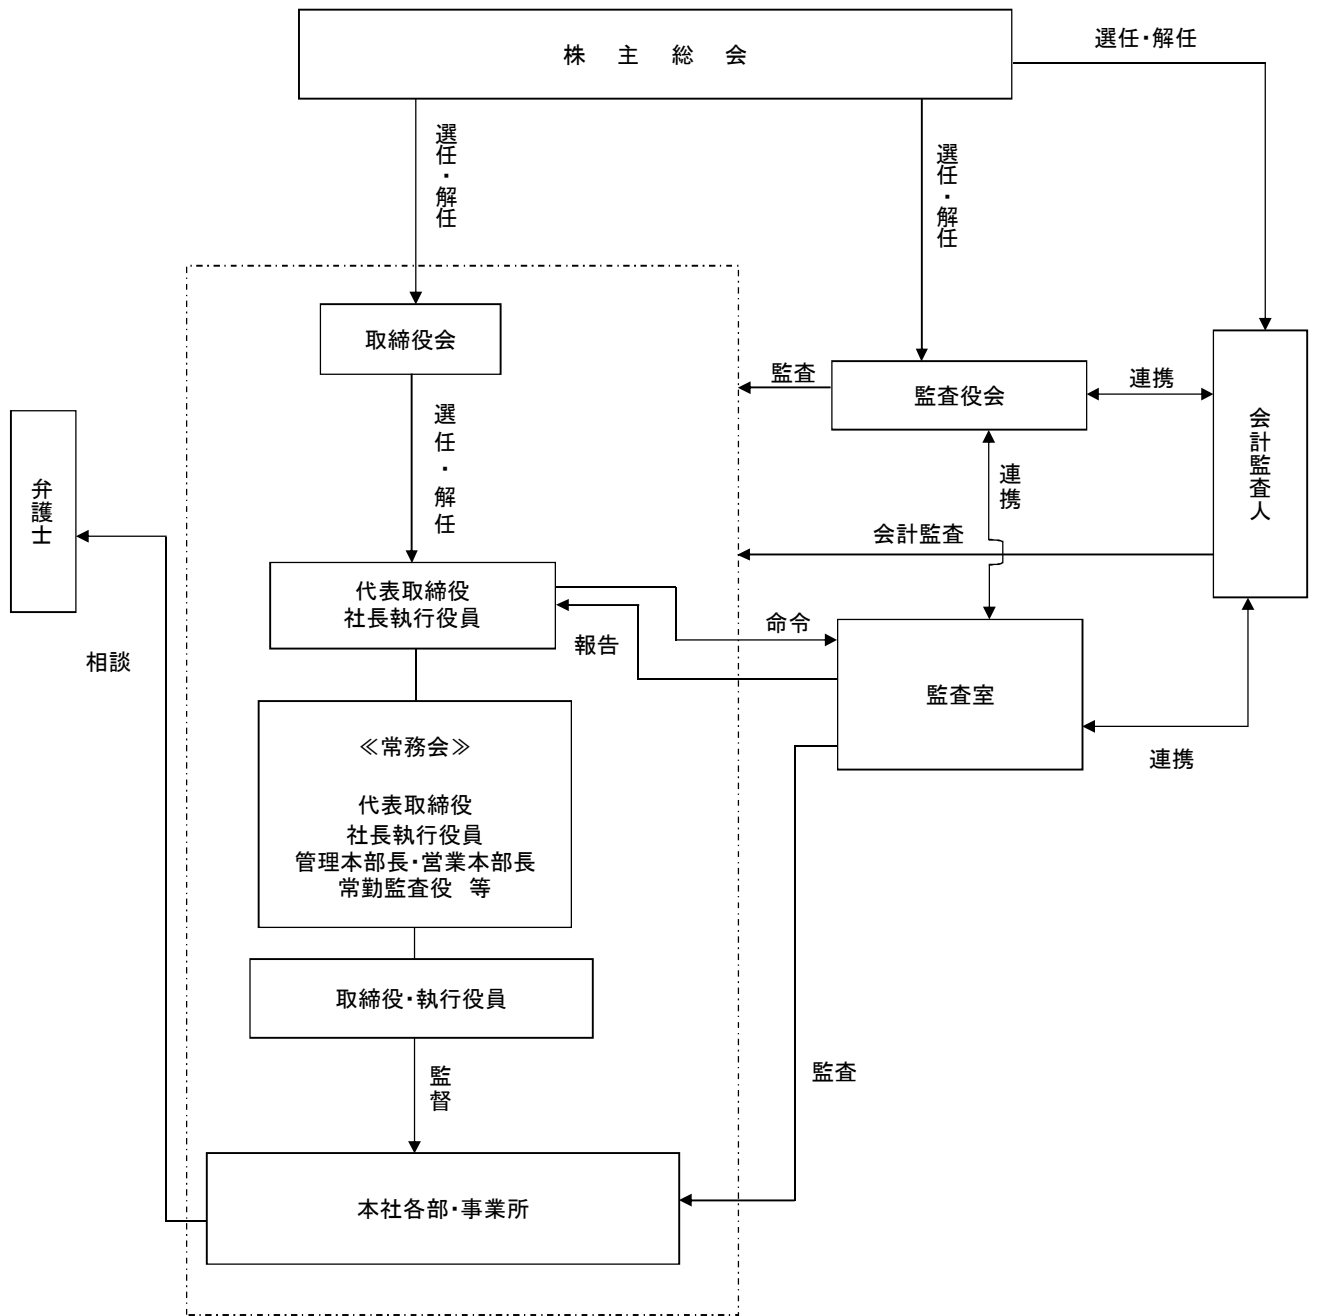 株主総会
選任・解任
選任・解任
選任・解任
取締役会
監査
監査役会
連携
会計監査人
選任・解任
連携
弁護士
会計監査
代表取締役
社長執行役員
命令
報告
相談
監査室
連携
≪常務会≫
代表取締役
社長執行役員
管理本部長・営業本部長
常勤監査役 等
取締役・執行役員
監督
監査
本社各部・事業所